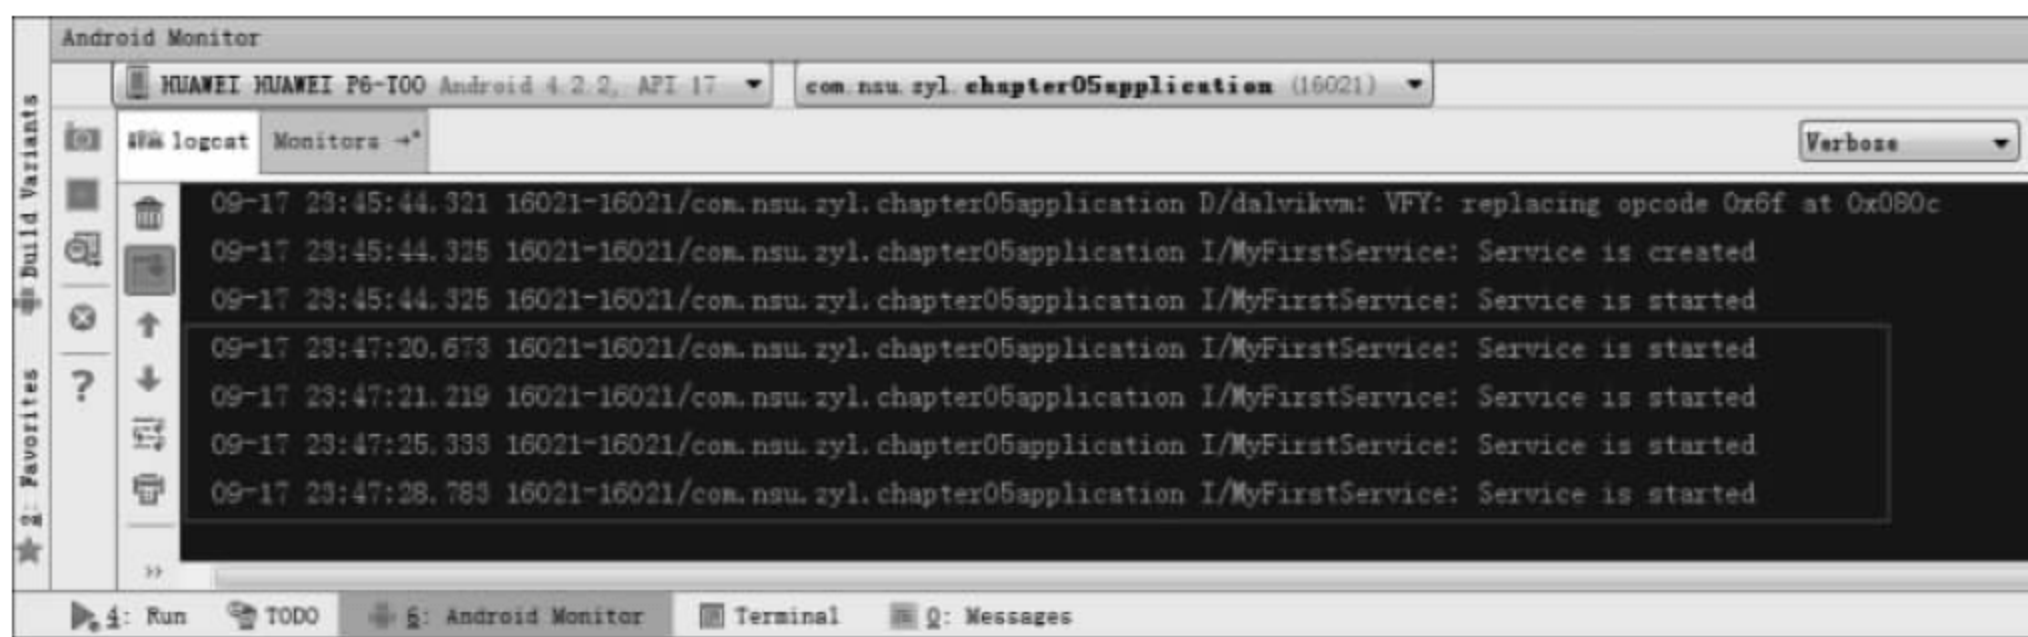 Android Monitor
HUAWEI HUAWEI P6-T00 Android 4.2.2, API 17
com.nsu.zyl.chapter05application (16021)
logcat
Monitors →"
Verbose
Build Variants
2: Favorites
09-17 23:45:44.321 16021-16021/com.nsu.zyl.chapter05application D/dalvikvm: VFY: replacing opcode 0x6f at 0x080c
09-17 23:45:44.325 16021-16021/com.nsu.zyl.chapter05application I/MyFirstService: Service is created
09-17 23:45:44.325 16021-16021/com.nsu.zyl.chapter05application I/MyFirstService: Service is started
09-17 23:47:20.673 16021-16021/com.nsu.zyl.chapter05application I/MyFirstService: Service is started
09-17 23:47:21.219 16021-16021/com.nsu.zyl.chapter05application I/MyFirstService: Service is started
09-17 23:47:25.333 16021-16021/com.nsu.zyl.chapter05application I/MyFirstService: Service is started
09-17 23:47:28.783 16021-16021/com.nsu.zyl.chapter05application I/MyFirstService: Service is started
?
»
4: Run
TODO
6: Android Monitor
Terminal
0: Messages